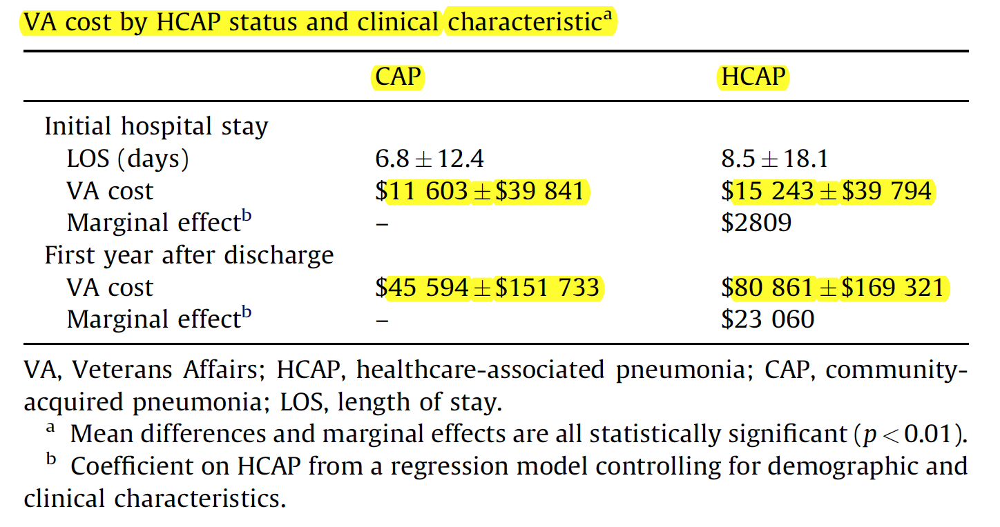 VA cost by HCAP status and clinical characteristicᵃ
CAP HCAP
Initial hospital stay
LOS (days) 6.8 ± 12.4 8.5 ± 18.1
VA cost $11 603 ± $39 841 $15 243 ± $39 794
Marginal effectᵇ – $2809
First year after discharge
VA cost $45 594 ± $151 733 $80 861 ± $169 321
Marginal effectᵇ – $23 060
VA, Veterans Affairs; HCAP, healthcare-associated pneumonia; CAP, community-
acquired pneumonia; LOS, length of stay.
ᵃ Mean differences and marginal effects are all statistically significant (p < 0.01).
ᵇ Coefficient on HCAP from a regression model controlling for demographic and
clinical characteristics.